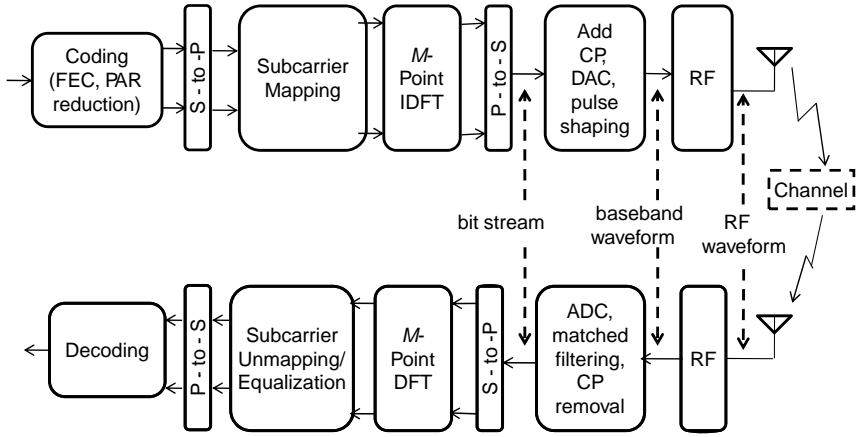 Coding
(FEC, PAR
reduction)
S - to -P
Subcarrier
Mapping
M-
Point
IDFT
P - to - S
Add
CP,
DAC,
pulse
shaping
RF
Channel
bit stream
baseband
waveform
RF
waveform
Decoding
P - to - S
Subcarrier
Unmapping/
Equalization
M-
Point
DFT
S - to - P
ADC,
matched
filtering,
CP
removal
RF